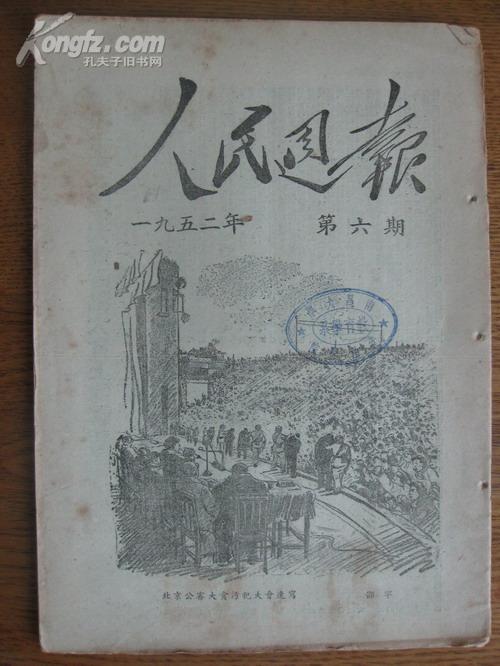 Kongfz.com
孔夫子旧书网
人民週報
一九五二年 第六期
北京公審大貪污犯大會速寫